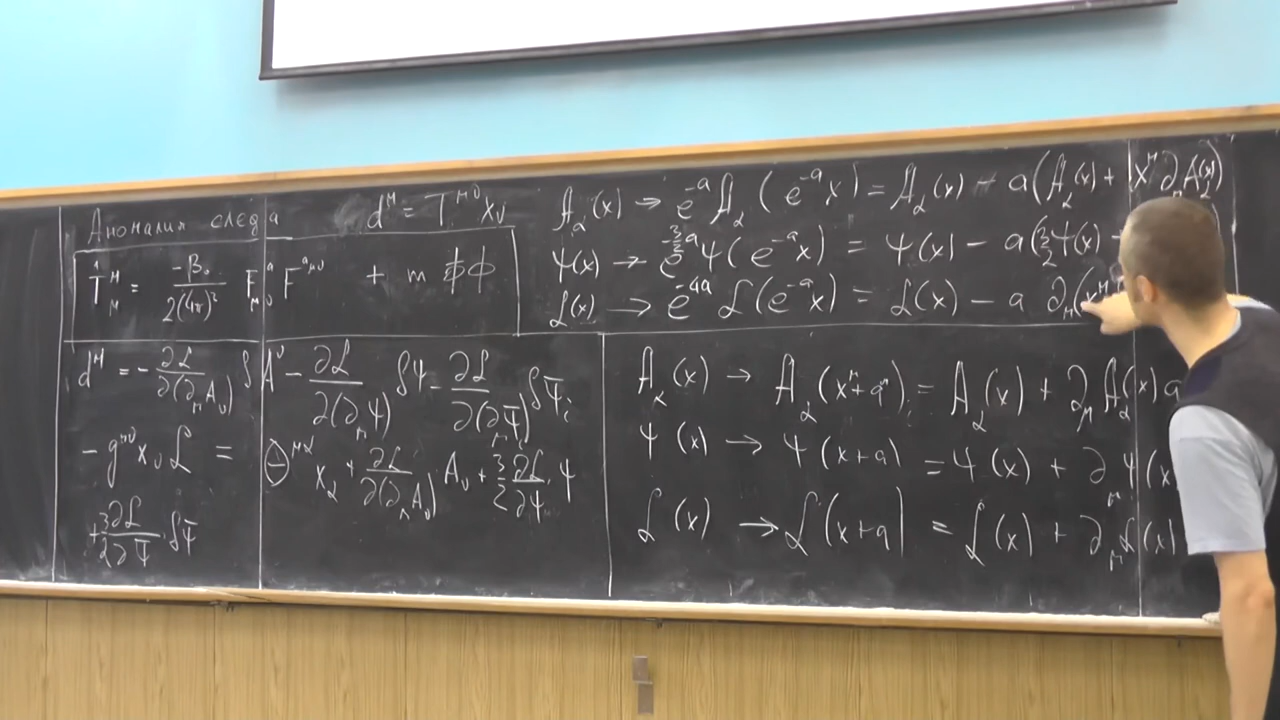 Аномалия следа d^μ = T^{μν} x_ν
T̂^μ_μ = -β₀ / 2(4π)² F^a_{μν} F^{aμν} + m
A_α(x) → e^{-a} A_α(e^{-a}x) = A_α(x) - a(A_α(x) + x^μ ∂_μ A_α(x))
ψ(x) → e^{-3/2 a} ψ(e^{-a}x) = ψ(x) - a(3/2 ψ(x)
ℒ(x) → e^{-4a} ℒ(e^{-a}x) = ℒ(x) - a ∂_μ(x^μ
d^μ = - ∂ℒ/∂(∂_μ A_ν) δA^ν - ∂ℒ/∂(∂_μ ψ) δψ - ∂ℒ/∂(∂_μ ψ̄) δψ̄
- g^{μν} x_ν ℒ = Θ^{μα} x_α + ∂ℒ/∂(∂_μ A_ν) A_ν + 3/2 ∂ℒ/∂ψ · ψ
+ 3/2 ∂ℒ/∂ψ̄ · δψ̄
A_α(x) → A_α(x^μ + a^μ) = A_α(x) + ∂_μ A_α(x) a
ψ(x) → ψ(x+a) = ψ(x) + ∂_μ ψ(x
ℒ(x) → ℒ(x+a) = ℒ(x) + ∂_μ ℒ(x)